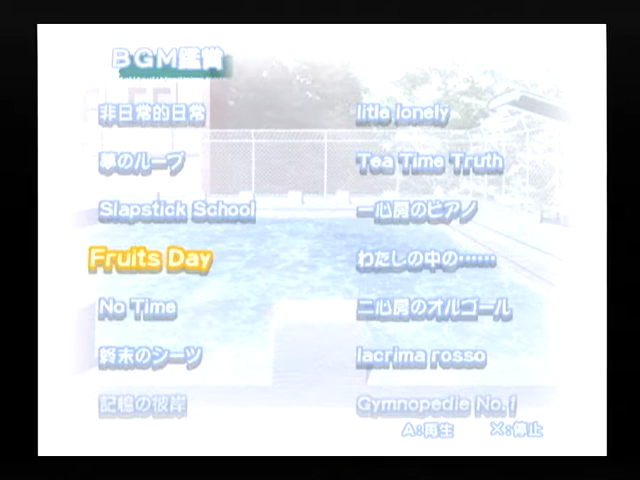 BGM鑑賞
非日常的日常
夢のループ
Slapstick School
Fruits Day
No Time
終末のシーツ
記憶の彼岸
little lonely
Tea Time Truth
一心房のピアノ
わたしの中の……
二心房のオルゴール
lacrima rosso
Gymnopedie No.1
A:再生 X:停止